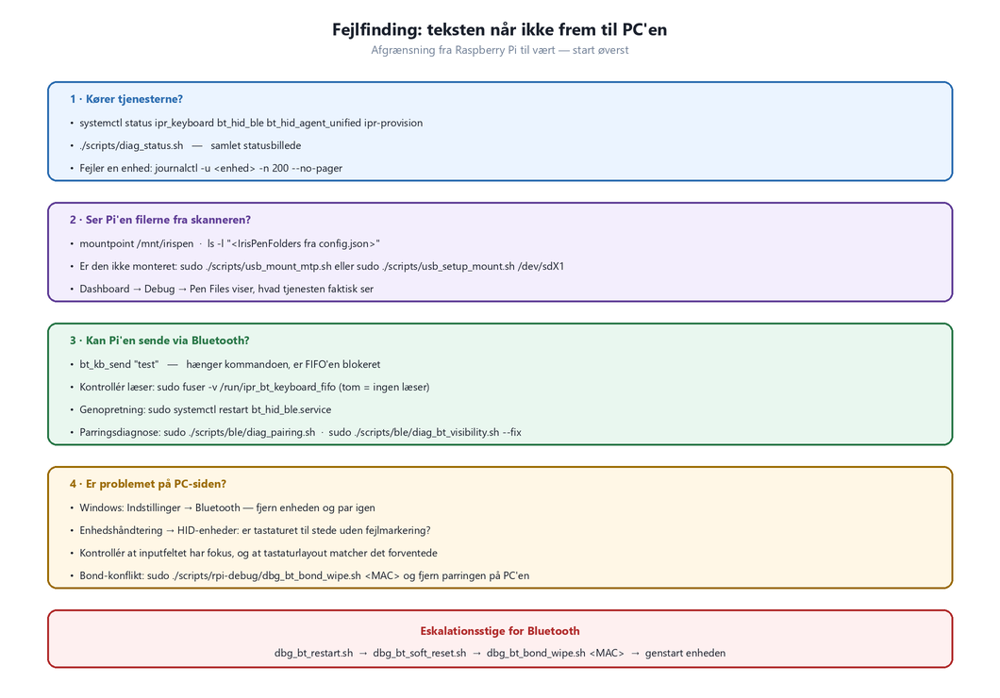 Fejlfinding: teksten når ikke frem til PC'en
Afgrænsning fra Raspberry Pi til vært — start øverst
1 · Kører tjenesterne?
• systemctl status ipr_keyboard bt_hid_ble bt_hid_agent_unified ipr-provision
• ./scripts/diag_status.sh — samlet statusbillede
• Fejler en enhed: journalctl -u <enhed> -n 200 --no-pager
2 · Ser Pi'en filerne fra skanneren?
• mountpoint /mnt/irispen · ls -l "<IrisPenFolders fra config.json>"
• Er den ikke monteret: sudo ./scripts/usb_mount_mtp.sh eller sudo ./scripts/usb_setup_mount.sh /dev/sdX1
• Dashboard → Debug → Pen Files viser, hvad tjenesten faktisk ser
3 · Kan Pi'en sende via Bluetooth?
• bt_kb_send "test" — hænger kommandoen, er FIFO'en blokeret
• Kontrollér læser: sudo fuser -v /run/ipr_bt_keyboard_fifo (tom = ingen læser)
• Genopretning: sudo systemctl restart bt_hid_ble.service
• Parringsdiagnose: sudo ./scripts/ble/diag_pairing.sh · sudo ./scripts/ble/diag_bt_visibility.sh --fix
4 · Er problemet på PC-siden?
• Windows: Indstillinger → Bluetooth — fjern enheden og par igen
• Enhedshåndtering → HID-enheder: er tastaturet til stede uden fejlmarkering?
• Kontrollér at inputfeltet har fokus, og at tastaturlayout matcher det forventede
• Bond-konflikt: sudo ./scripts/rpi-debug/dbg_bt_bond_wipe.sh <MAC> og fjern parringen på PC'en
Eskalationsstige for Bluetooth
dbg_bt_restart.sh → dbg_bt_soft_reset.sh → dbg_bt_bond_wipe.sh <MAC> → genstart enheden